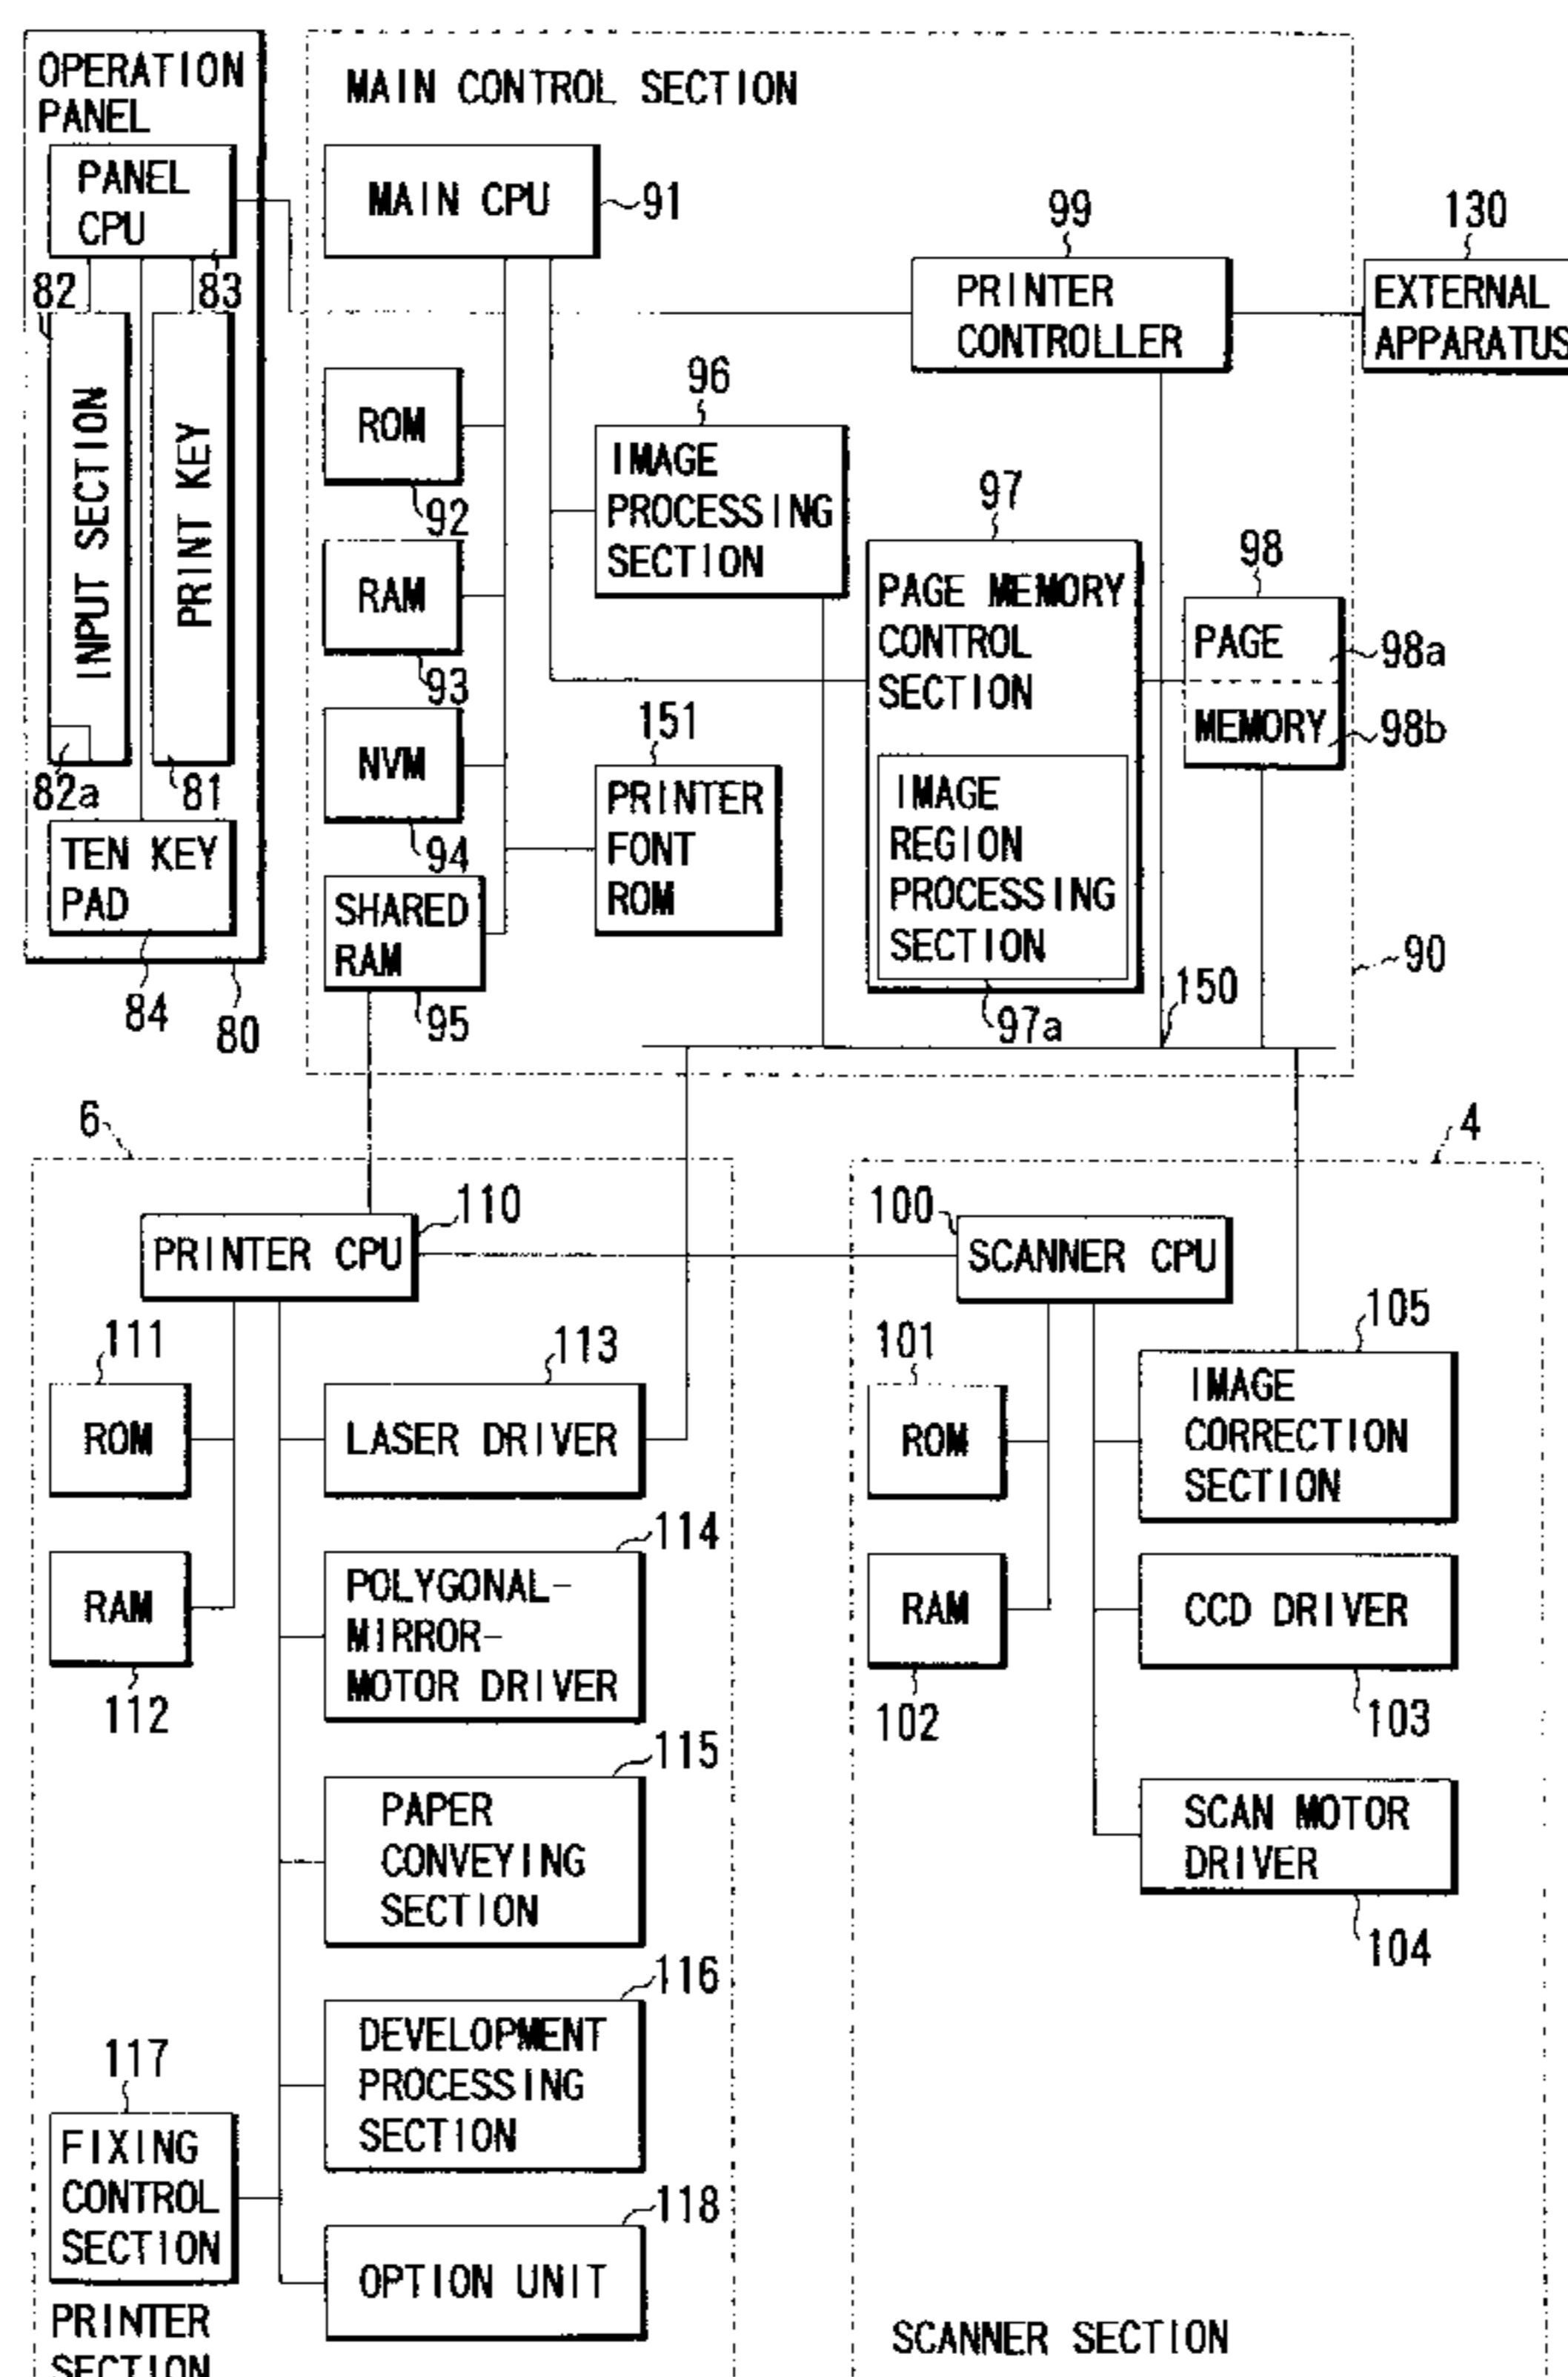 OPERATION
PANEL
PANEL
CPU
82
83
INPUT SECTION
PRINT KEY
82a
81
TEN KEY
PAD
84
80
MAIN CONTROL SECTION
MAIN CPU
91
99
PRINTER
CONTROLLER
130
EXTERNAL
APPARATUS
ROM
92
96
IMAGE
PROCESSING
SECTION
RAM
93
97
PAGE MEMORY
CONTROL
SECTION
98
PAGE
98a
MEMORY
98b
NVM
94
151
PRINTER
FONT
ROM
IMAGE
REGION
PROCESSING
SECTION
97a
SHARED
RAM
95
90
150
6
4
110
PRINTER CPU
100
SCANNER CPU
111
ROM
113
LASER DRIVER
RAM
112
114
POLYGONAL-
MIRROR-
MOTOR DRIVER
115
PAPER
CONVEYING
SECTION
116
DEVELOPMENT
PROCESSING
SECTION
117
FIXING
CONTROL
SECTION
118
OPTION UNIT
PRINTER
SECTION
101
ROM
105
IMAGE
CORRECTION
SECTION
RAM
102
CCD DRIVER
103
SCAN MOTOR
DRIVER
104
SCANNER SECTION